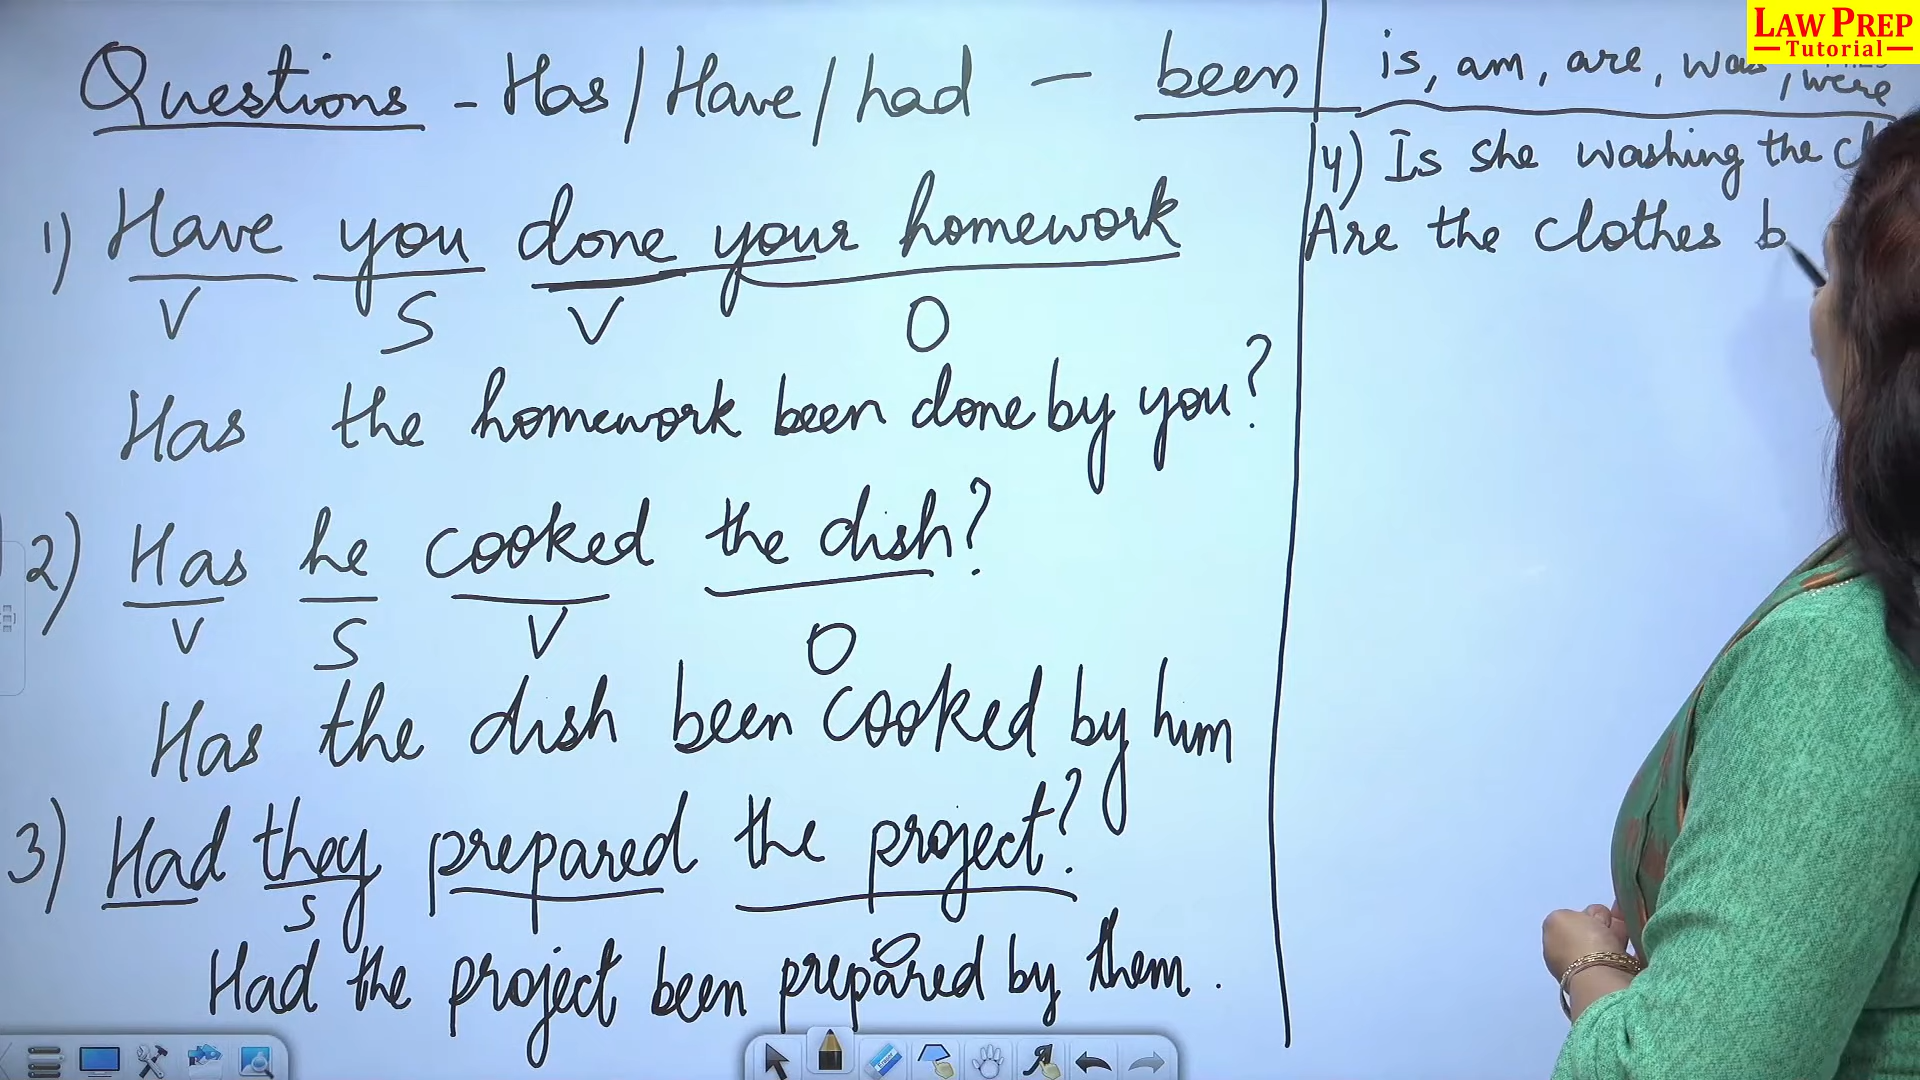 LAW PREP
Tutorial
Questions - Has / Have / had — been
1) Have you done your homework
V S V O
Has the homework been done by you?
2) Has he cooked the dish?
V S V O
Has the dish been cooked by him
3) Had they prepared the project?
S
Had the project been prepared by them.
is, am, are, was, were
4) Is she washing the
Are the clothes b